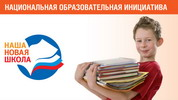 НАЦИОНАЛЬНАЯ ОБРАЗОВАТЕЛЬНАЯ ИНИЦИАТИВА
НАША
НОВАЯ
ШКОЛА